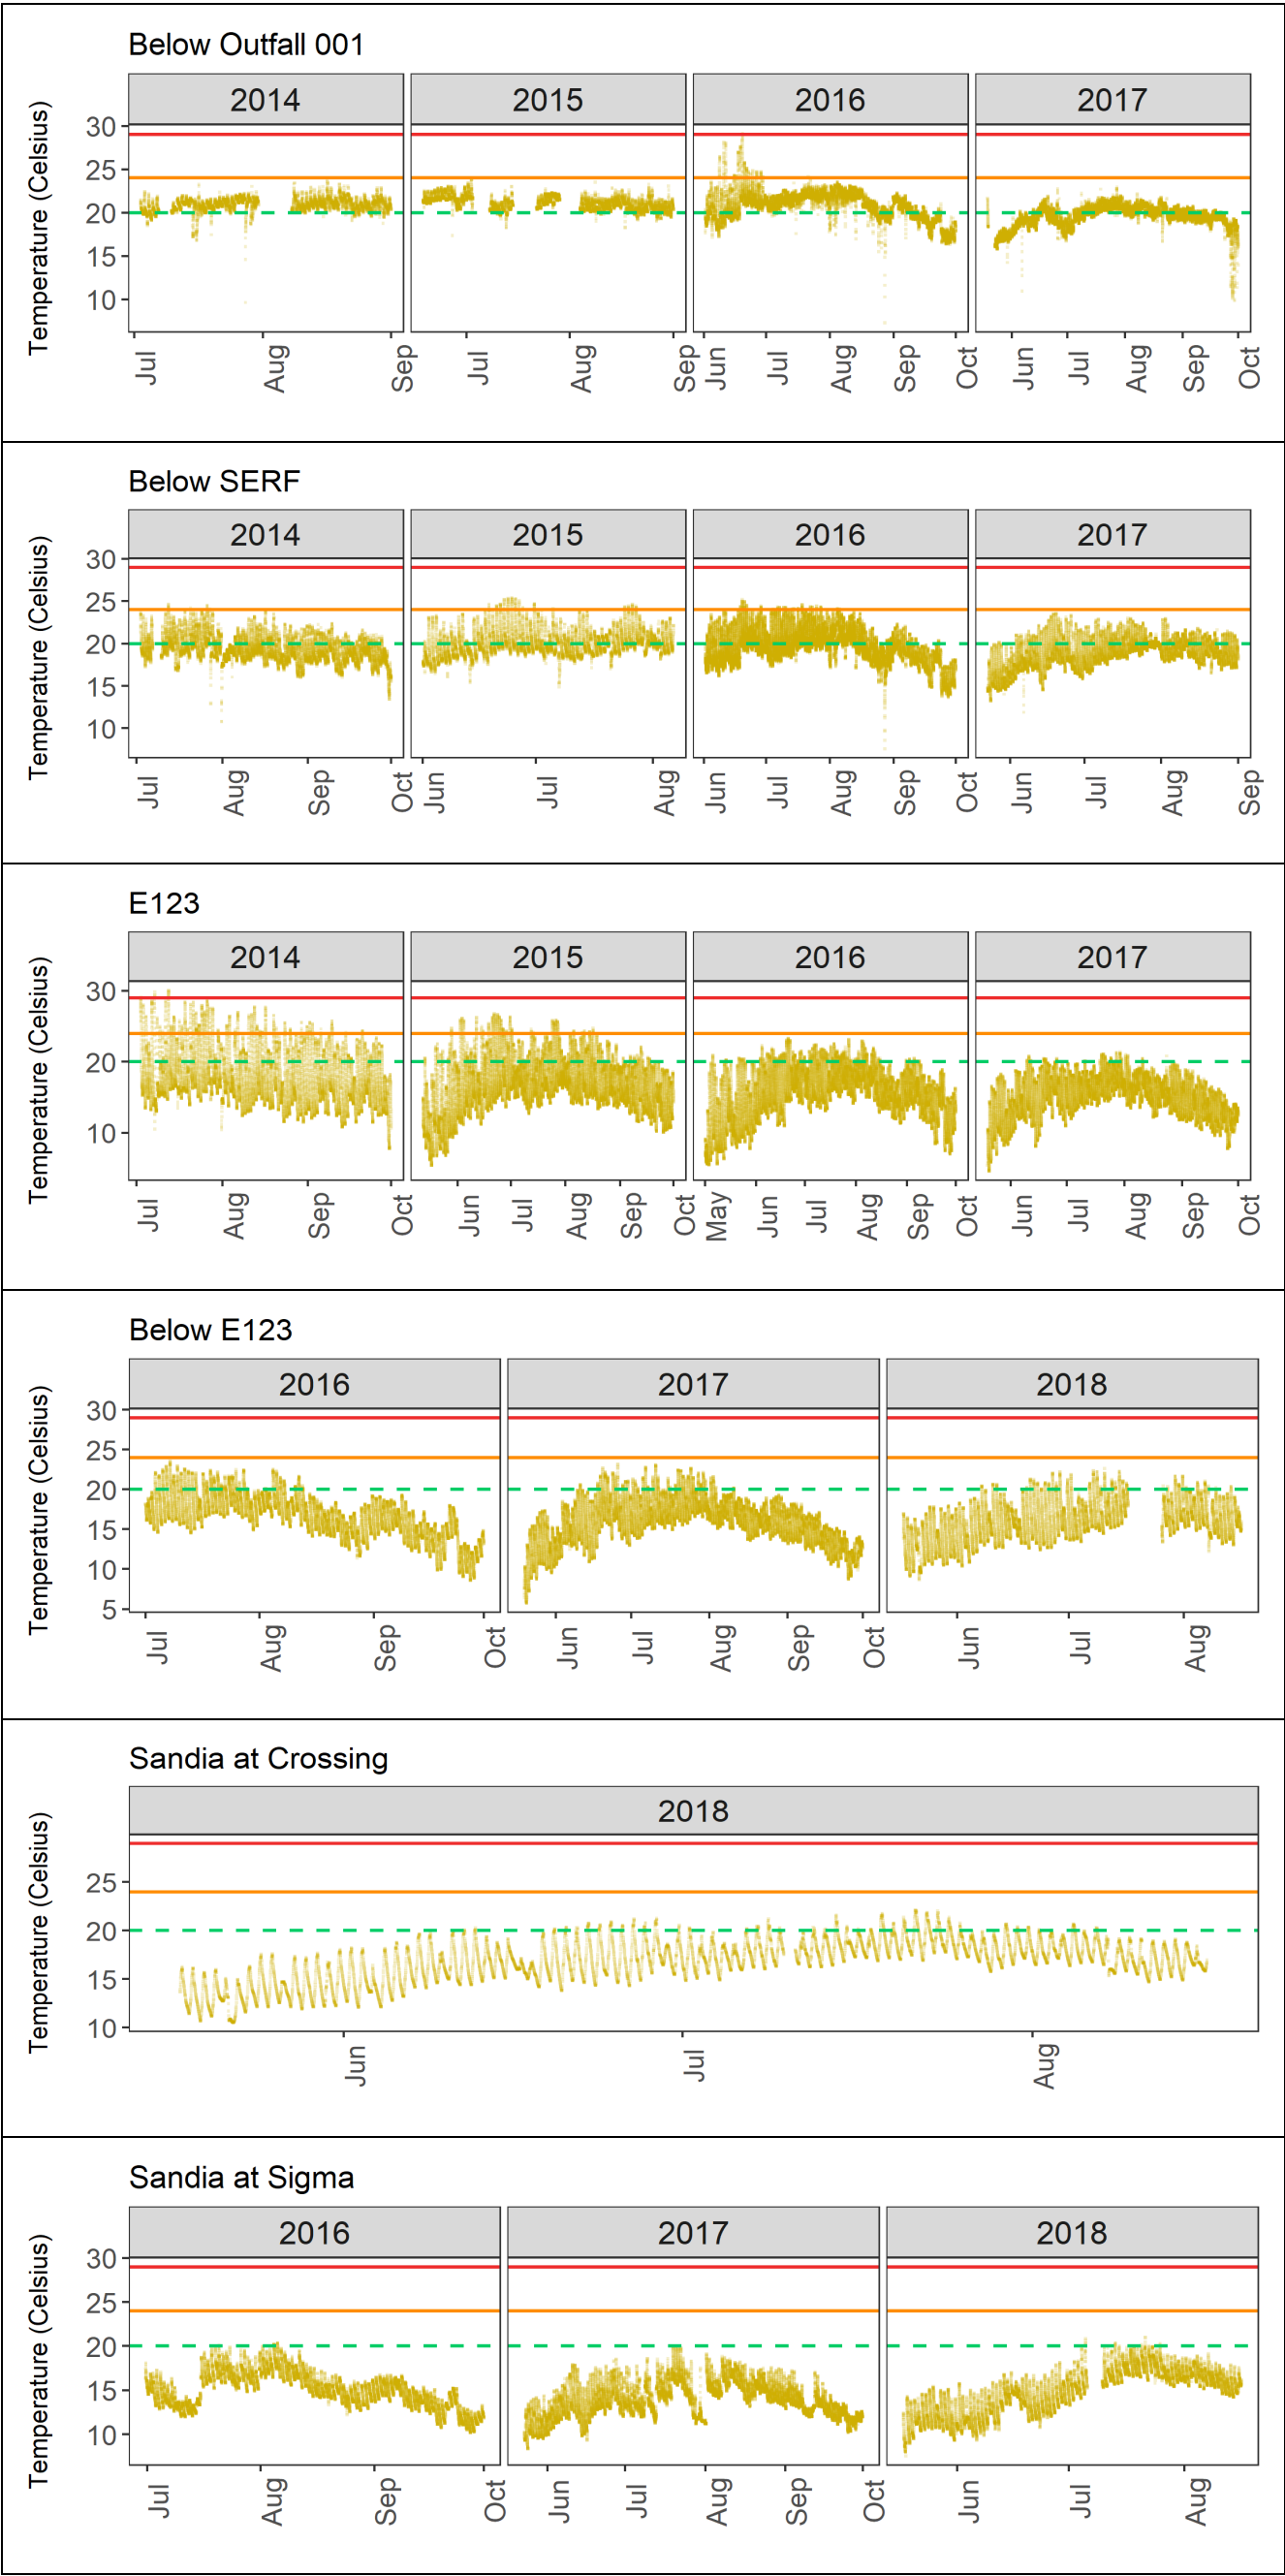 Below Outfall 001
2014 2015 2016 2017
Temperature (Celsius)
30
25
20
15
10
Jul Aug Sep Jul Aug Sep Jun Jul Aug Sep Oct Jun Jul Aug Sep Oct
Below SERF
2014 2015 2016 2017
Temperature (Celsius)
30
25
20
15
10
Jul Aug Sep Oct Jun Jul Aug Jun Jul Aug Sep Oct Jun Jul Aug Sep
E123
2014 2015 2016 2017
Temperature (Celsius)
30
20
10
Jul Aug Sep Oct Jun Jul Aug Sep Oct May Jun Jul Aug Sep Oct Jun Jul Aug Sep Oct
Below E123
2016 2017 2018
Temperature (Celsius)
30
25
20
15
10
5
Jul Aug Sep Oct Jun Jul Aug Sep Oct Jun Jul Aug
Sandia at Crossing
2018
Temperature (Celsius)
25
20
15
10
Jun Jul Aug
Sandia at Sigma
2016 2017 2018
Temperature (Celsius)
30
25
20
15
10
Jul Aug Sep Oct Jun Jul Aug Sep Oct Jun Jul Aug